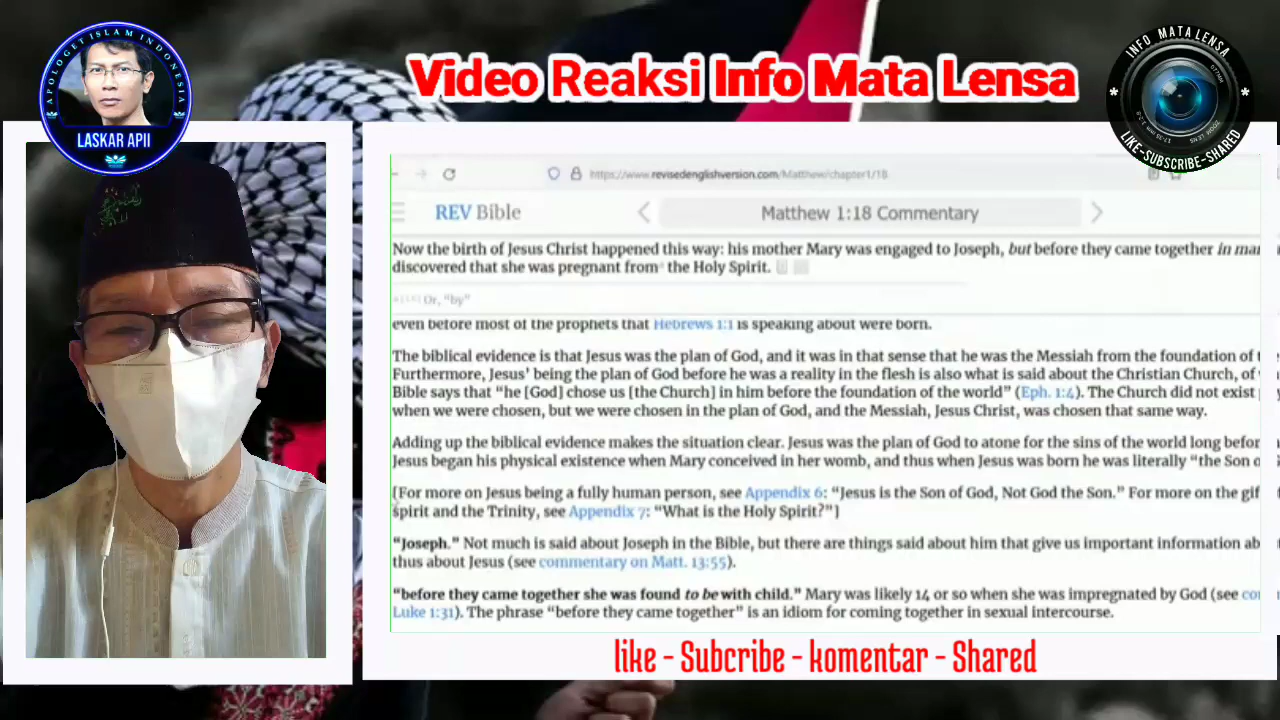 APOLOGET ISLAM INDONESIA
LASKAR APII
Video Reaksi Info Mata Lensa
INFO MATA LENSA
LIKE-SUBSCRIBE-SHARED
https://www.revisedenglishversion.com/Matthew/chapter1/18
REV Bible
Matthew 1:18 Commentary
Now the birth of Jesus Christ happened this way: his mother Mary was engaged to Joseph, but before they came together in
discovered that she was pregnant from the Holy Spirit.
Or, "by"
even before most of the prophets that Hebrews 1:1 is speaking about were born.
The biblical evidence is that Jesus was the plan of God, and it was in that sense that he was the Messiah from the foundation of
Furthermore, Jesus' being the plan of God before he was a reality in the flesh is also what is said about the Christian Church, of
Bible says that "he [God] chose us [the Church] in him before the foundation of the world" (Eph. 1:4). The Church did not exist
when we were chosen, but we were chosen in the plan of God, and the Messiah, Jesus Christ, was chosen that same way.
Adding up the biblical evidence makes the situation clear. Jesus was the plan of God to atone for the sins of the world long befor
Jesus began his physical existence when Mary conceived in her womb, and thus when Jesus was born he was literally "the Son o
[For more on Jesus being a fully human person, see Appendix 6: "Jesus is the Son of God, Not God the Son." For more on the gif
spirit and the Trinity, see Appendix 7: "What is the Holy Spirit?"]
"Joseph." Not much is said about Joseph in the Bible, but there are things said about him that give us important information ab
thus about Jesus (see commentary on Matt. 13:55).
"before they came together she was found to be with child." Mary was likely 14 or so when she was impregnated by God (see co
Luke 1:31). The phrase "before they came together" is an idiom for coming together in sexual intercourse.
like - Subcribe - komentar - Shared